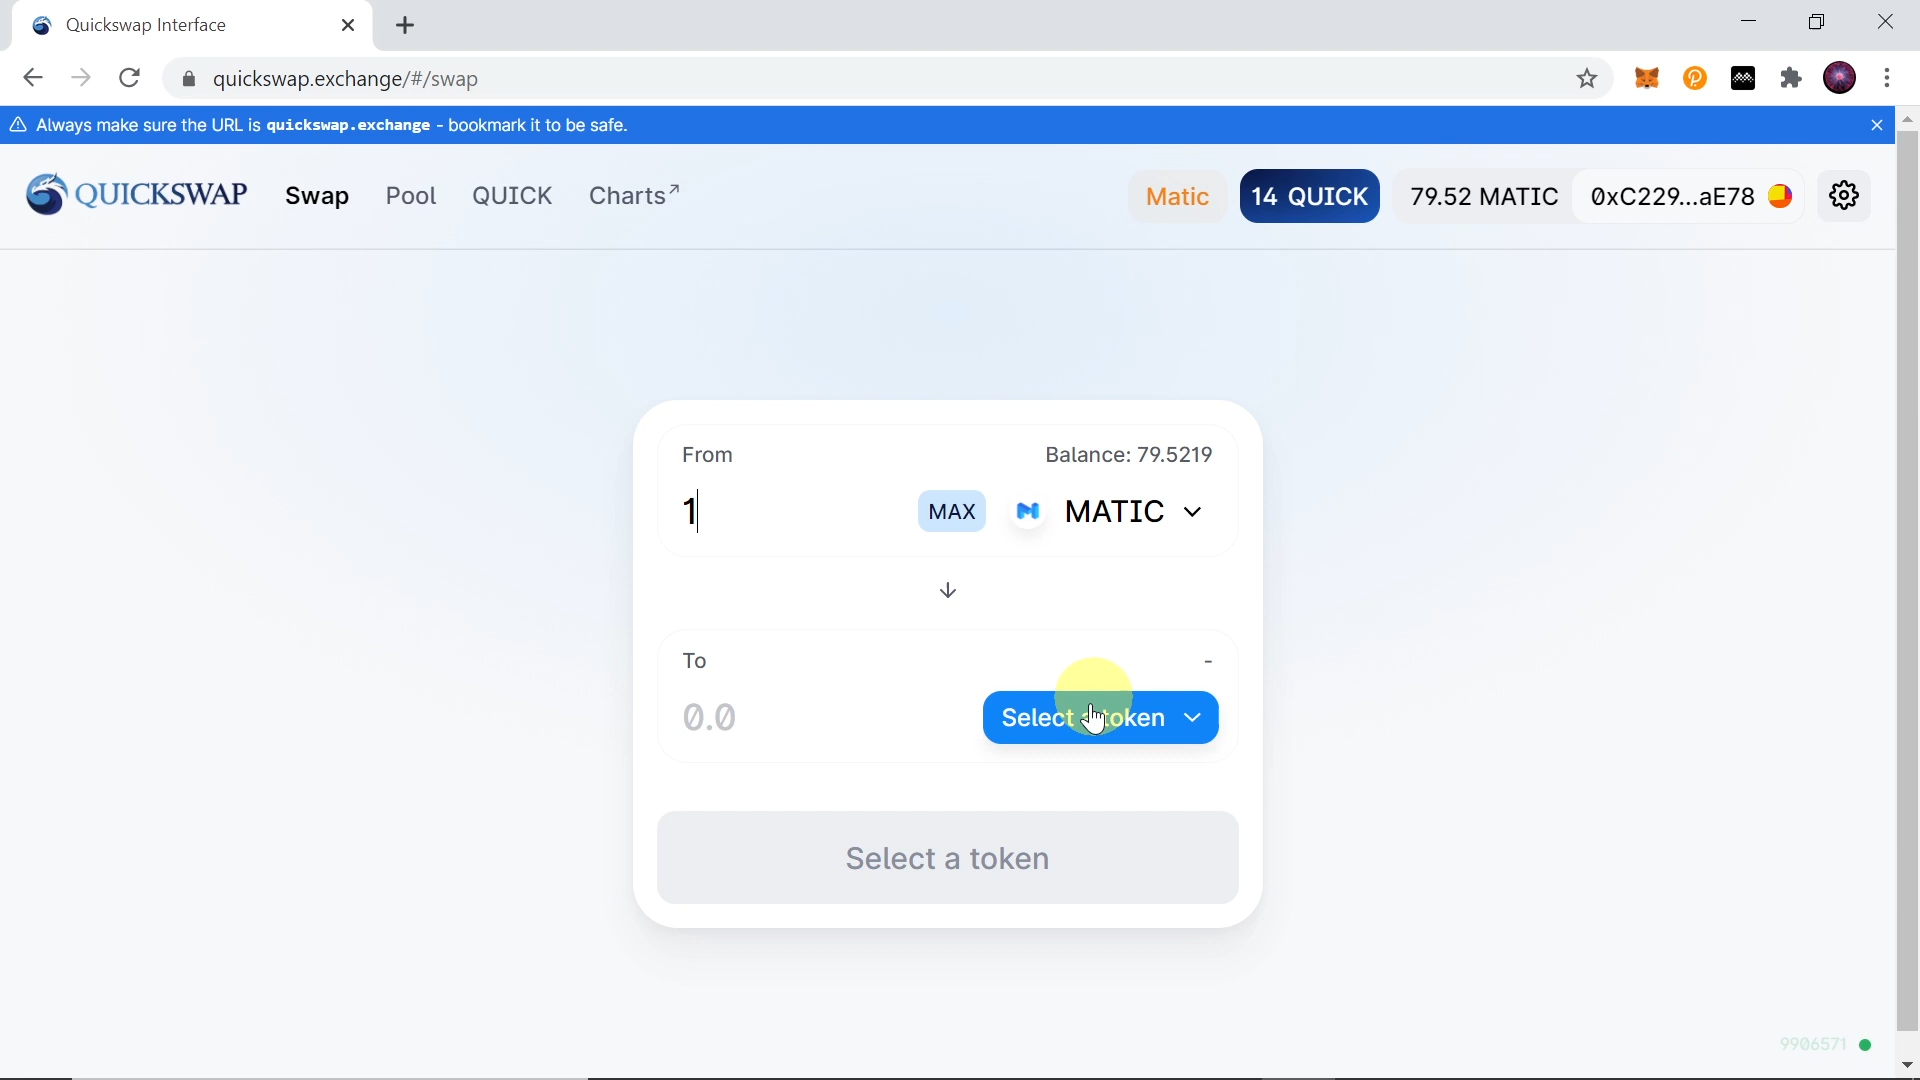 Quickswap Interface
quickswap.exchange/#/swap
Always make sure the URL is quickswap.exchange - bookmark it to be safe.
QUICKSWAP Swap Pool QUICK Charts↗ Matic 14 QUICK 79.52 MATIC 0xC229...aE78
From Balance: 79.5219
1 MAX MATIC
To -
0.0 Select a token
Select a token
9906571